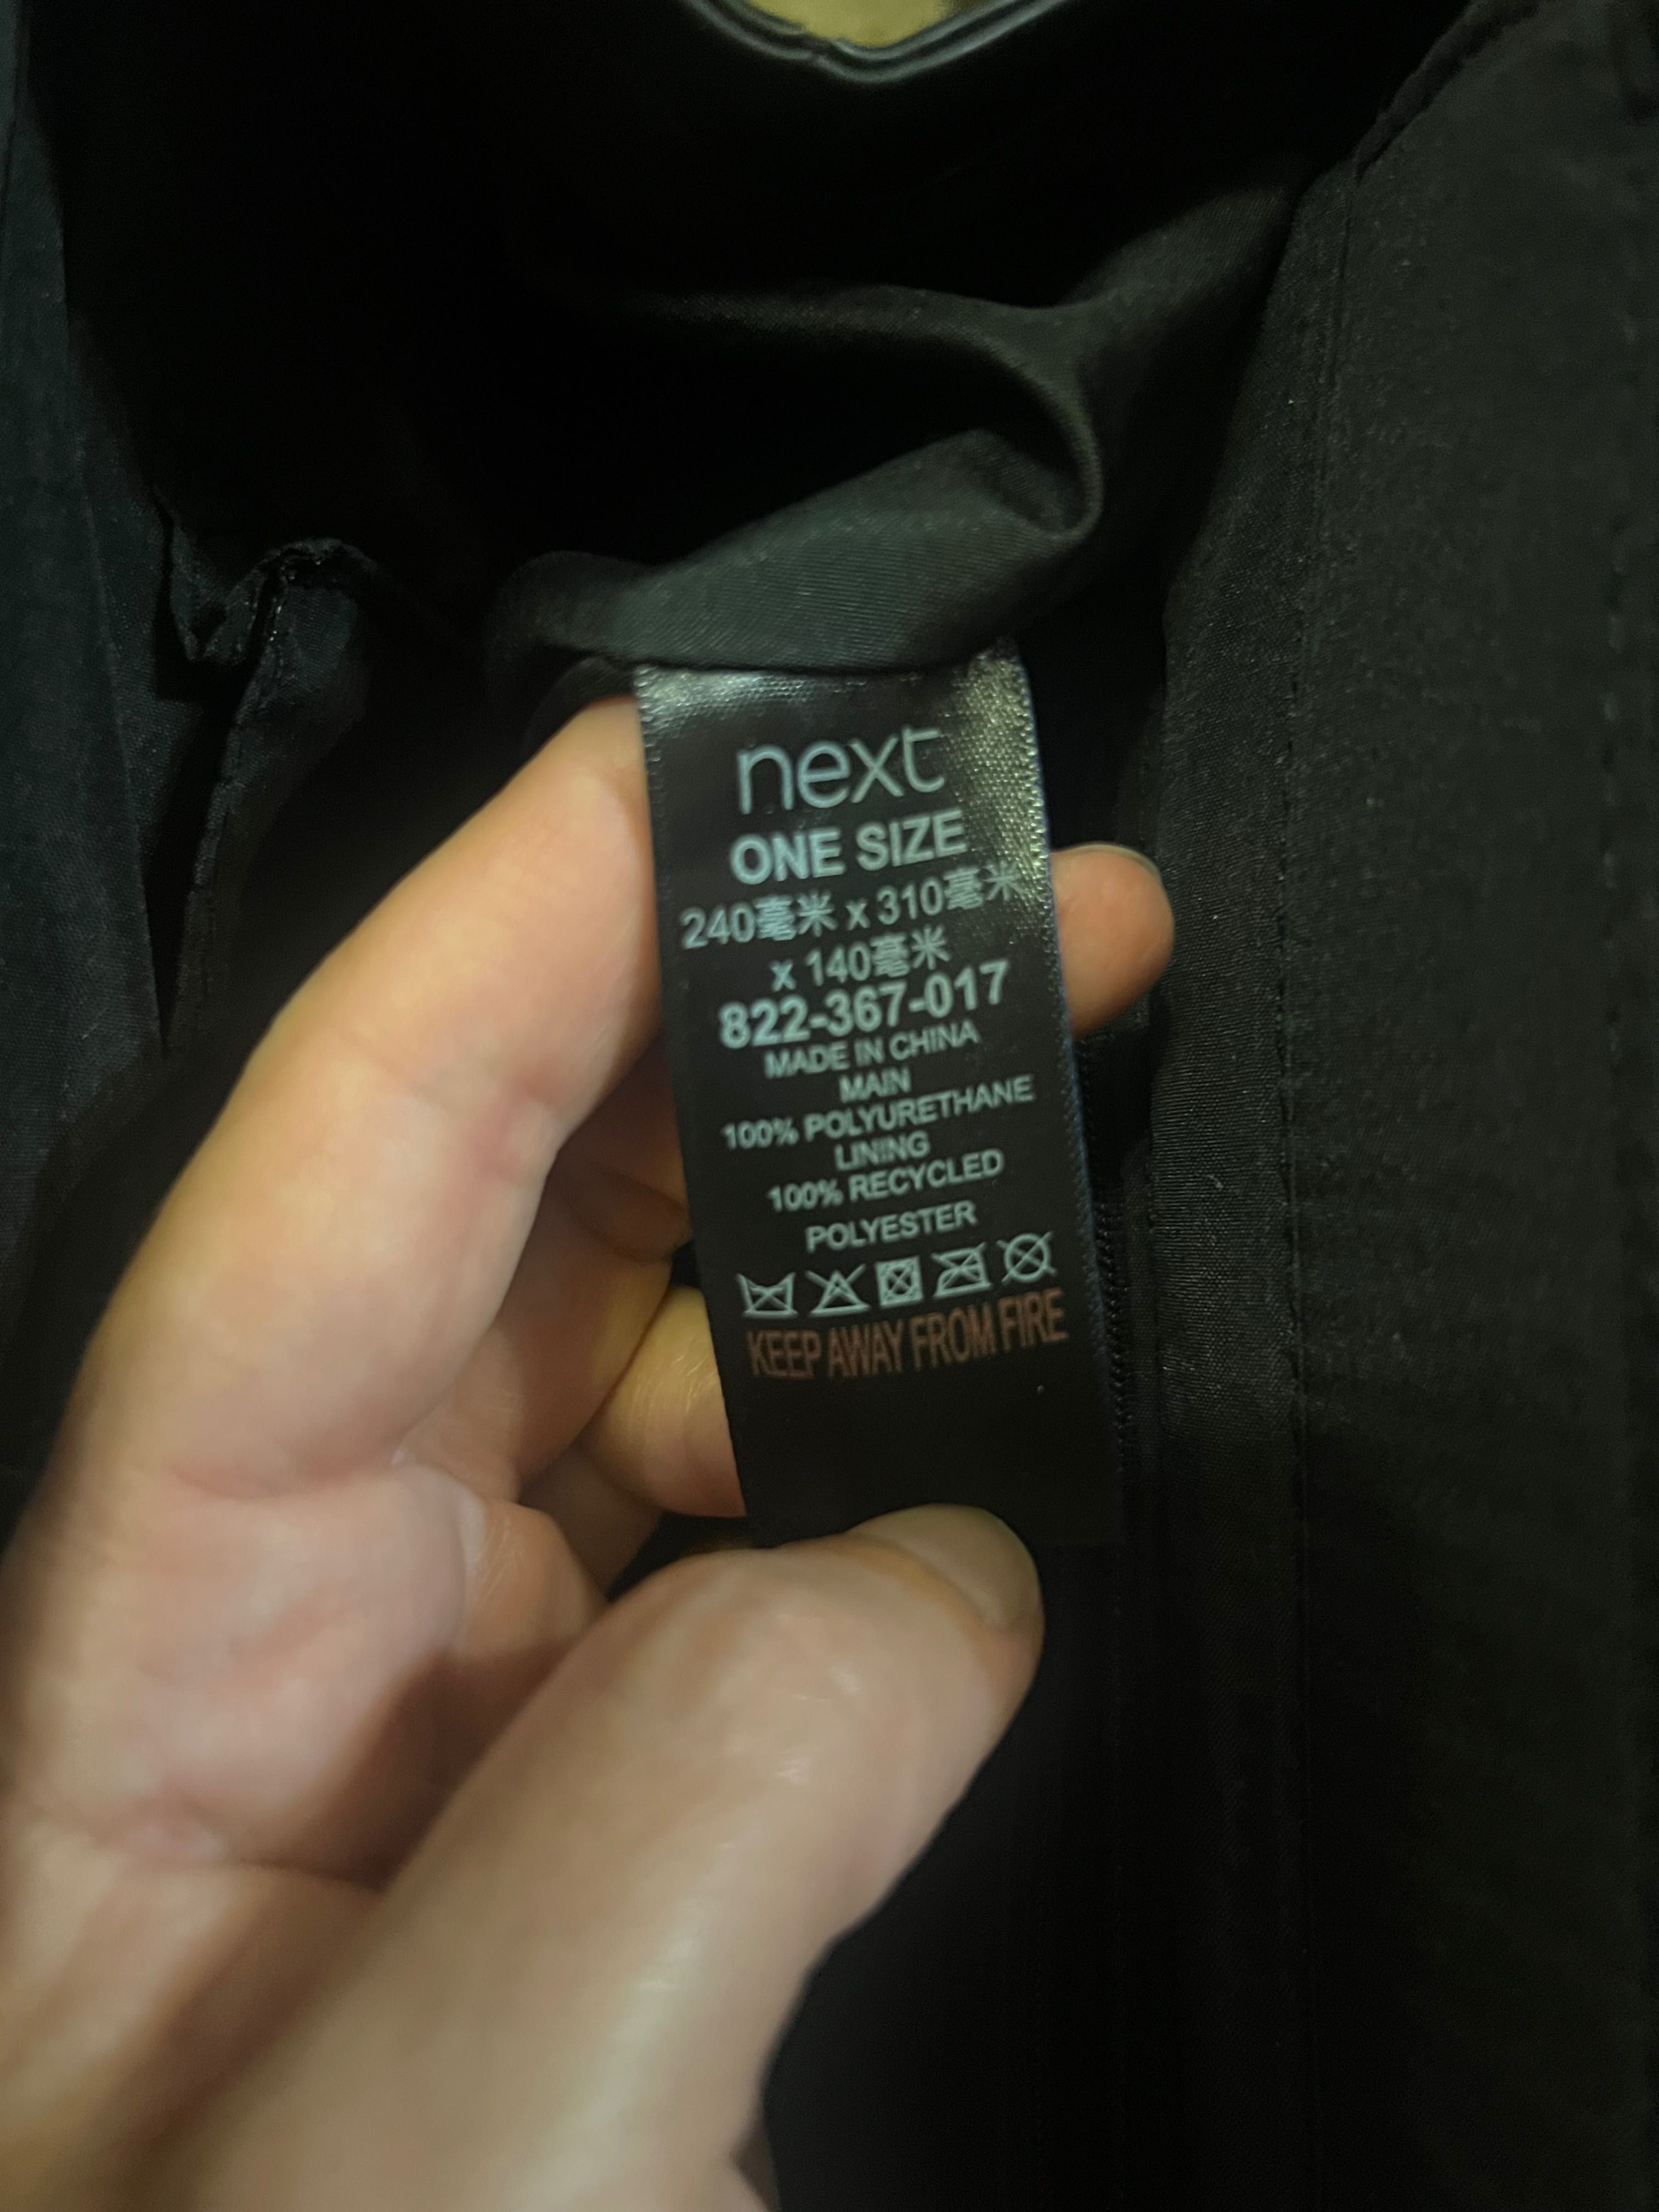 next
ONE SIZE
240毫米 x 310毫米
x 140毫米
822-367-017
MADE IN CHINA
MAIN
100% POLYURETHANE
LINING
100% RECYCLED
POLYESTER
KEEP AWAY FROM FIRE